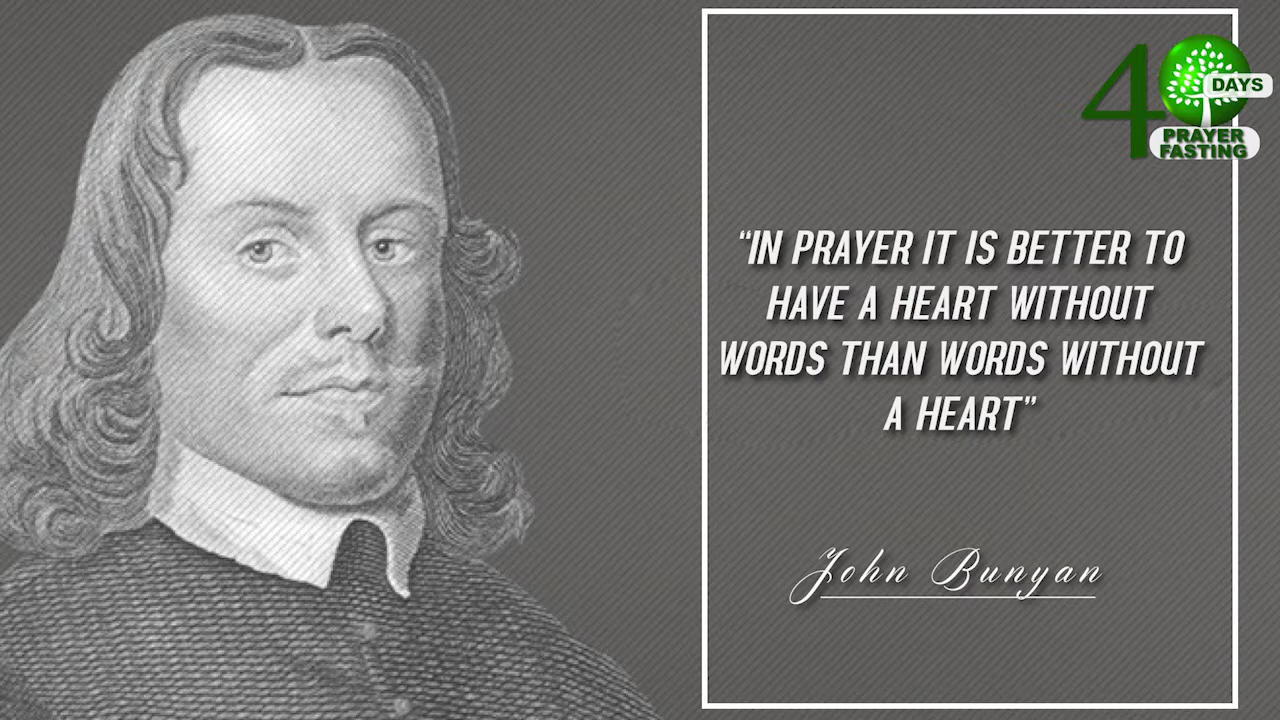 40
DAYS
PRAYER
FASTING
“IN PRAYER IT IS BETTER TO
HAVE A HEART WITHOUT
WORDS THAN WORDS WITHOUT
A HEART”
John Bunyan